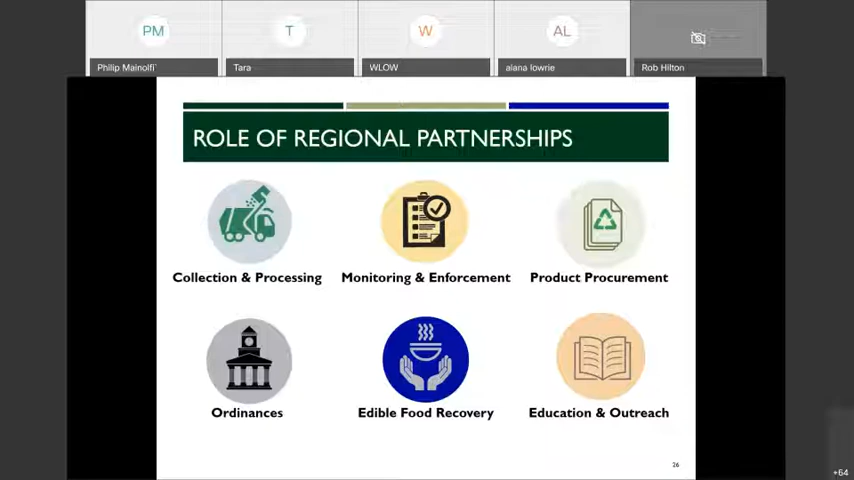 PM
T
W
AL
Philip Mainolfi
Tara
WLOW
alana lowrie
Rob Hilton
ROLE OF REGIONAL PARTNERSHIPS
Collection & Processing
Monitoring & Enforcement
Product Procurement
Ordinances
Edible Food Recovery
Education & Outreach
26
+64